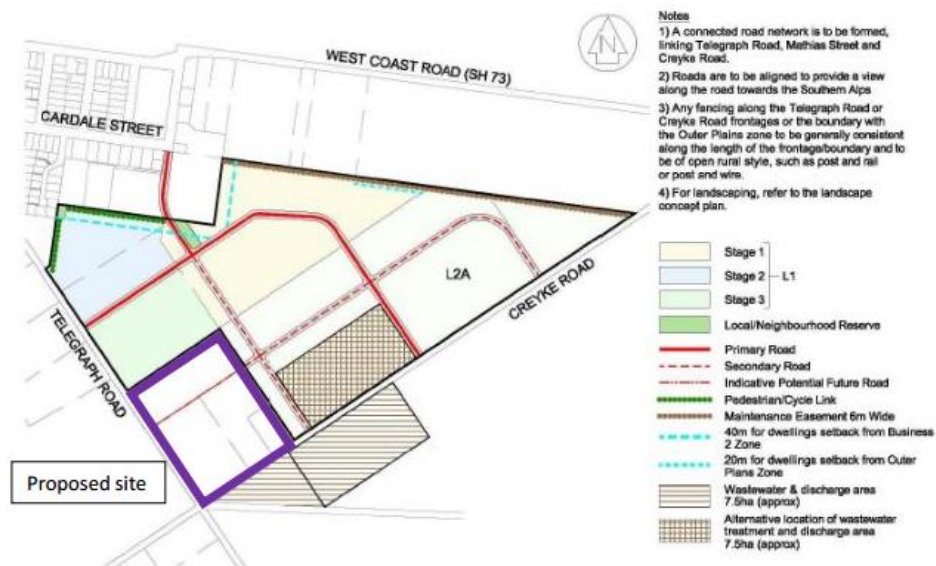 Notes
1) A connected road network is to be formed,
linking Telegraph Road, Mathias Street and
Creyke Road.
2) Roads are to be aligned to provide a view
along the road towards the Southern Alps
3) Any fencing along the Telegraph Road or
Creyke Road frontages or the boundary with
the Outer Plains zone to be generally consistent
along the length of the frontage/boundary and to
be of open rural style, such as post and rail
or post and wire.
4) For landscaping, refer to the landscape
concept plan.
N
WEST COAST ROAD (SH 73)
CARDALE STREET
L2A
CREYKE ROAD
TELEGRAPH ROAD
Proposed site
Stage 1
Stage 2
L1
Stage 3
Local/Neighbourhood Reserve
Primary Road
Secondary Road
Indicative Potential Future Road
Pedestrian/Cycle Link
Maintenance Easement 6m Wide
40m for dwellings setback from Business
2 Zone
20m for dwellings setback from Outer
Plans Zone
Wastewater & discharge area
7.5ha (approx)
Alternative location of wastewater
treatment and discharge area
7.5ha (approx)